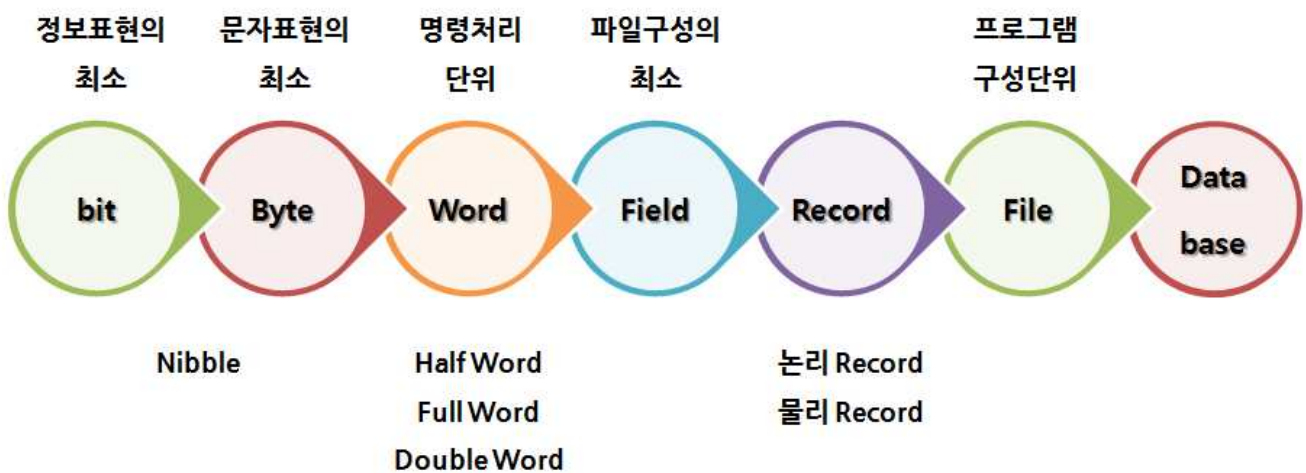 정보표현의
최소
문자표현의
최소
명령처리
단위
파일구성의
최소
프로그램
구성단위
bit
Byte
Word
Field
Record
File
Data
base
Nibble
Half Word
Full Word
Double Word
논리 Record
물리 Record